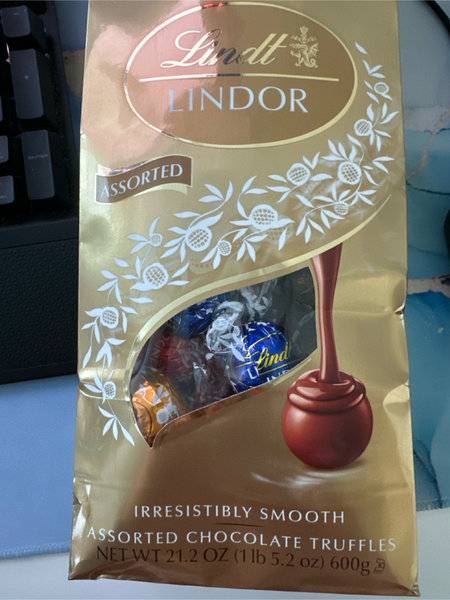 Lindt
LINDOR
ASSORTED
Lind
IRRESISTIBLY SMOOTH
ASSORTED CHOCOLATE TRUFFLES
NET WT 21.2 OZ (1 lb 5.2 oz) 600g